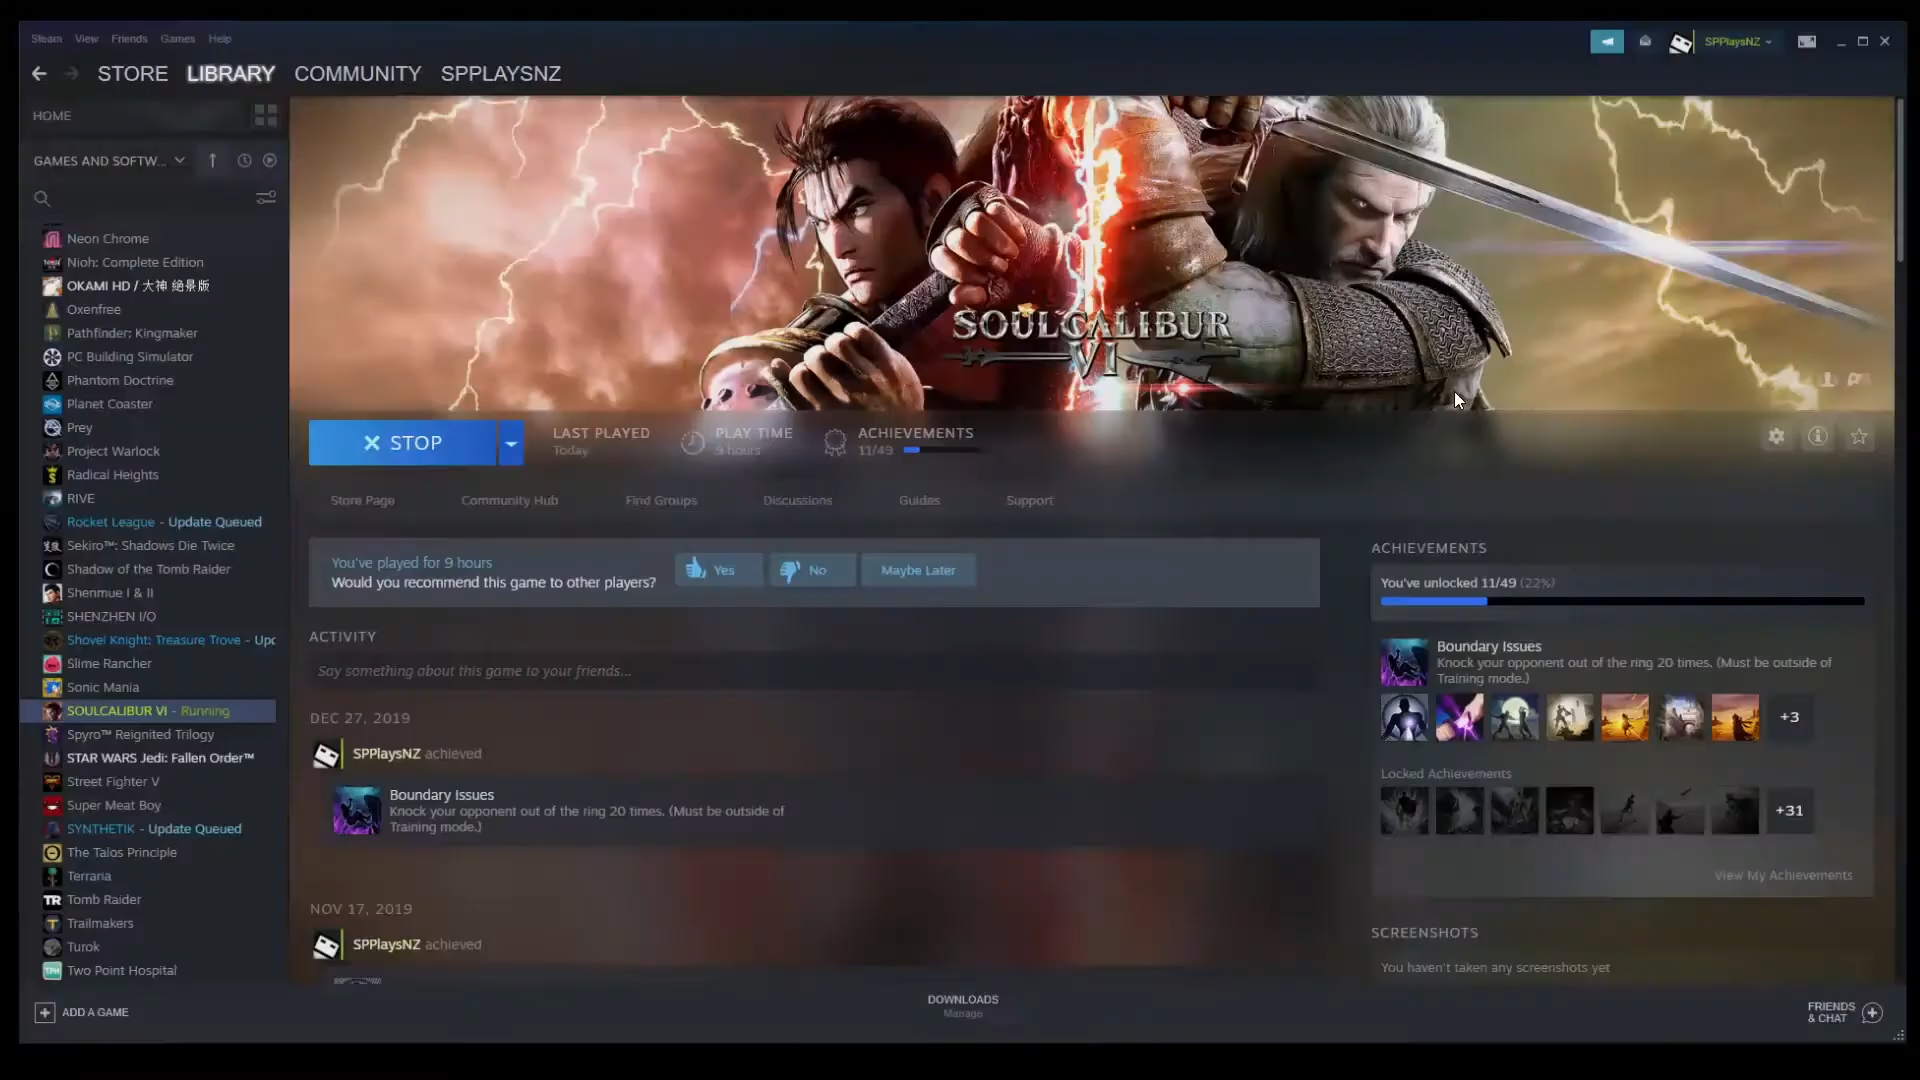 Steam View Friends Games Help
SPPlaysNZ
STORE LIBRARY COMMUNITY SPPLAYSNZ
HOME
GAMES AND SOFTW...
Neon Chrome
Nioh: Complete Edition
OKAMI HD / 大神 絶景版
Oxenfree
Pathfinder: Kingmaker
PC Building Simulator
Phantom Doctrine
Planet Coaster
Prey
Project Warlock
Radical Heights
RIVE
Rocket League - Update Queued
Sekiro™: Shadows Die Twice
Shadow of the Tomb Raider
Shenmue I & II
SHENZHEN I/O
Shovel Knight: Treasure Trove - Upc
Slime Rancher
Sonic Mania
SOULCALIBUR VI - Running
Spyro™ Reignited Trilogy
STAR WARS Jedi: Fallen Order™
Street Fighter V
Super Meat Boy
SYNTHETIK - Update Queued
The Talos Principle
Terraria
Tomb Raider
Trailmakers
Turok
Two Point Hospital
ADD A GAME
SOULCALIBUR
VI
STOP
LAST PLAYED
Today
PLAY TIME
9 hours
ACHIEVEMENTS
11/49
Store Page Community Hub Find Groups Discussions Guides Support
You've played for 9 hours
Would you recommend this game to other players?
Yes No Maybe Later
ACTIVITY
Say something about this game to your friends...
DEC 27, 2019
SPPlaysNZ achieved
Boundary Issues
Knock your opponent out of the ring 20 times. (Must be outside of
Training mode.)
NOV 17, 2019
SPPlaysNZ achieved
ACHIEVEMENTS
You've unlocked 11/49 (22%)
Boundary Issues
Knock your opponent out of the ring 20 times. (Must be outside of
Training mode.)
+3
Locked Achievements
+31
View My Achievements
SCREENSHOTS
You haven't taken any screenshots yet
DOWNLOADS
Manage
FRIENDS
& CHAT